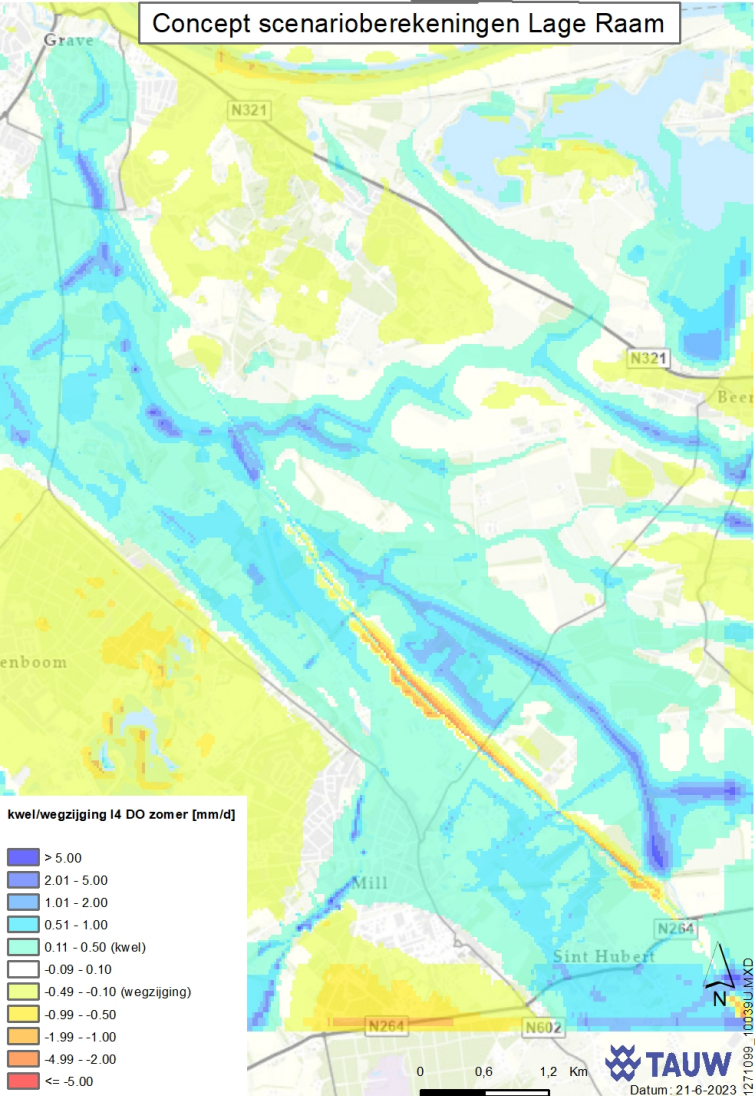 Concept scenarioberekeningen Lage Raam
Grave
N321
N321
Beer
enboom
kwel/wegzijging I4 DO zomer [mm/d]
> 5.00
2.01 - 5.00
1.01 - 2.00
0.51 - 1.00
0.11 - 0.50 (kwel)
-0.09 - 0.10
-0.49 - -0.10 (wegzijging)
-0.99 - -0.50
-1.99 - -1.00
-4.99 - -2.00
<= -5.00
Mill
N264
Sint Hubert
N
N264
N602
0 0,6 1,2 Km
TAUW
Datum: 21-6-2023
1271099_10039U.MXD